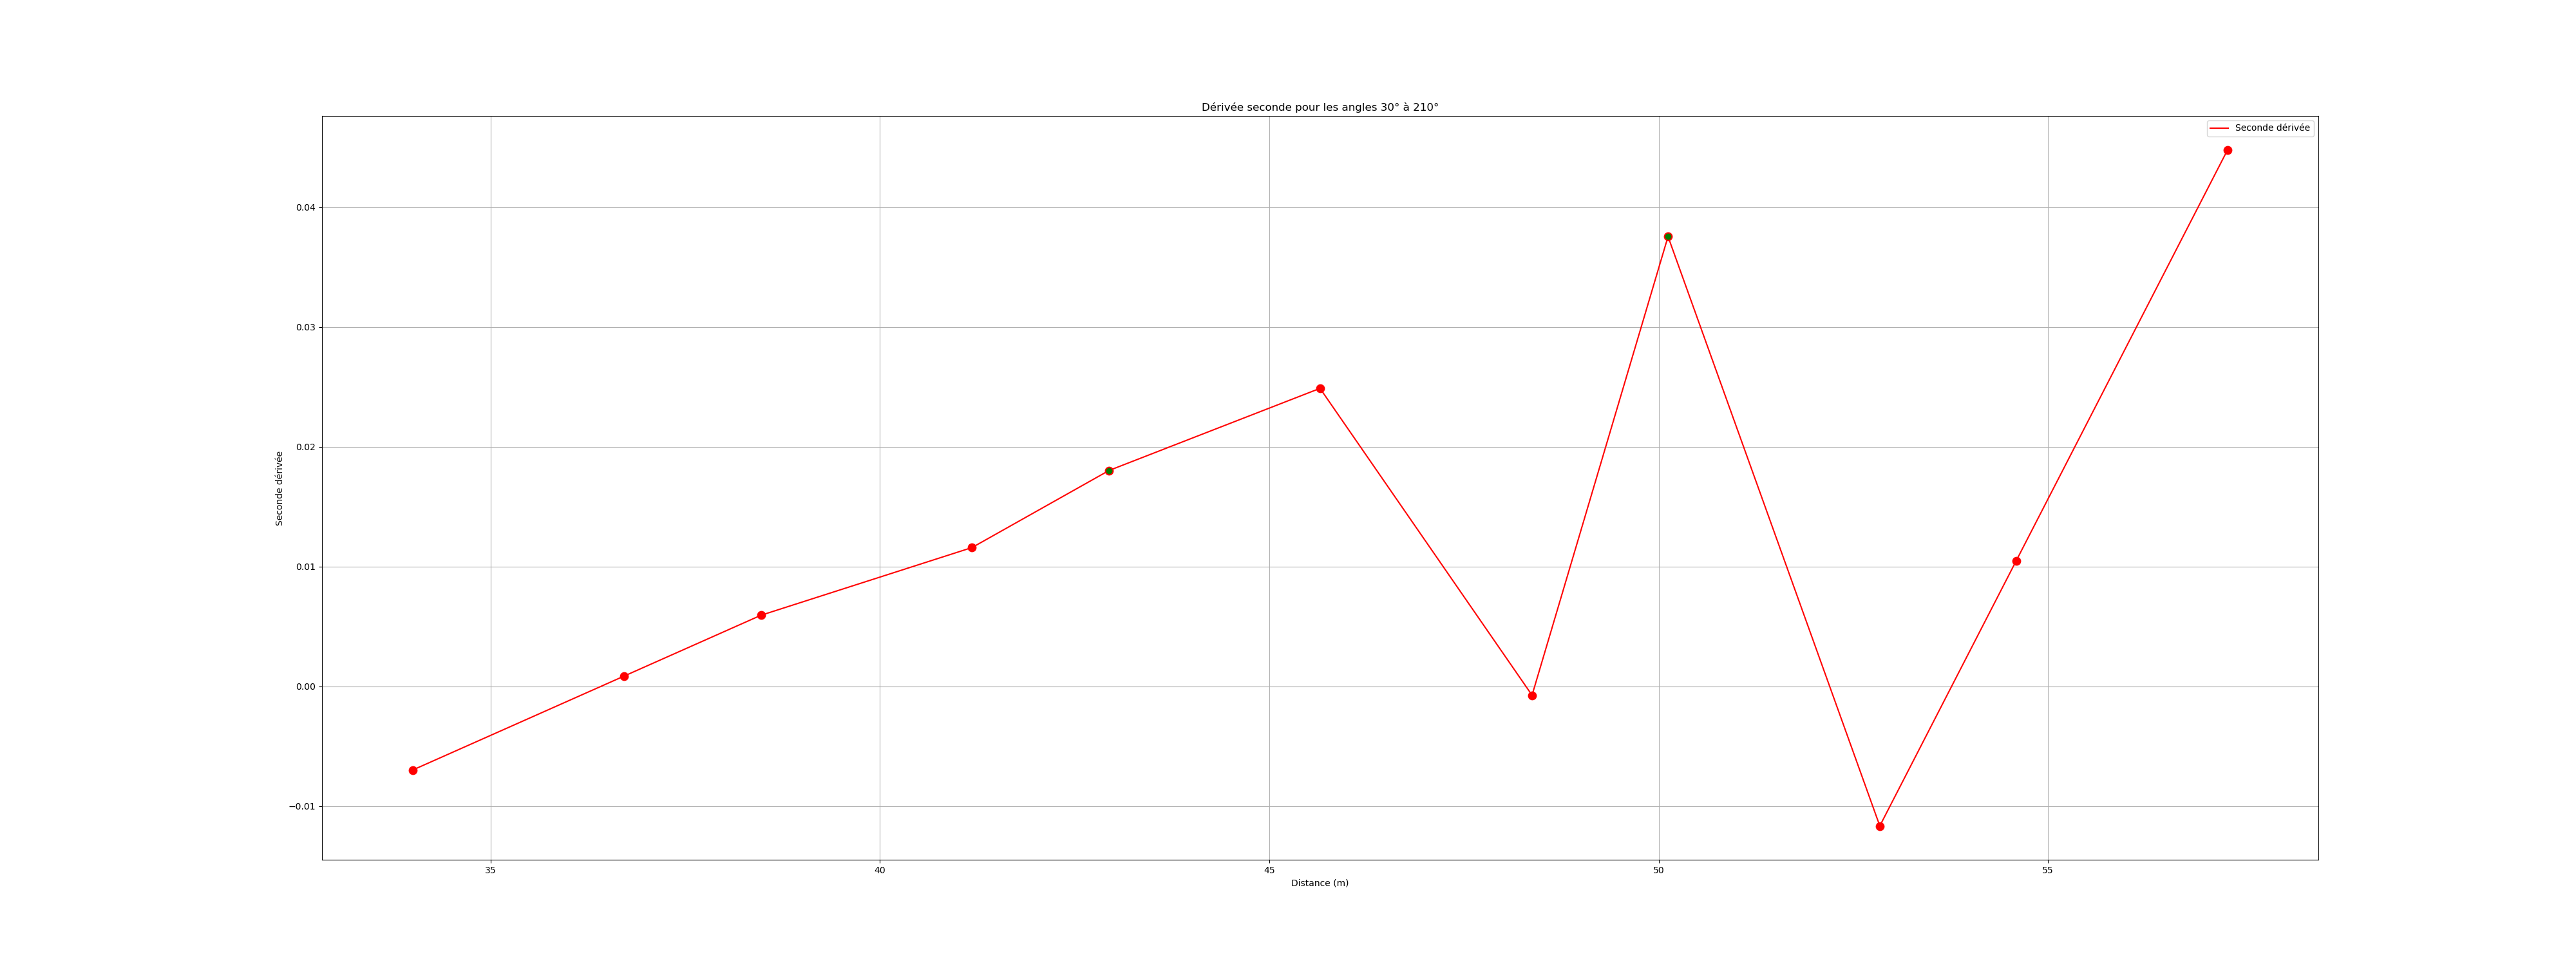 Dérivée seconde pour les angles 30° à 210°
Seconde dérivée
0.04
0.03
0.02
0.01
0.00
−0.01
Seconde dérivée
35
40
45
50
55
Distance (m)